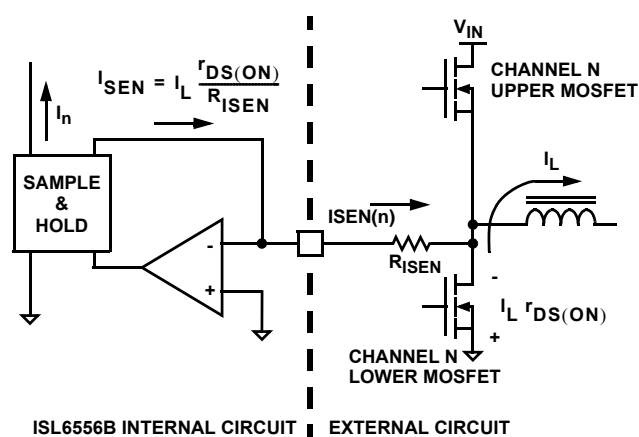 V_IN
I_SEN = I_L r_DS(ON) / R_ISEN
CHANNEL N
UPPER MOSFET
I_n
I_L
SAMPLE
&
HOLD
ISEN(n)
-
+
R_ISEN
-
I_L r_DS(ON)
+
CHANNEL N
LOWER MOSFET
ISL6556B INTERNAL CIRCUIT
EXTERNAL CIRCUIT